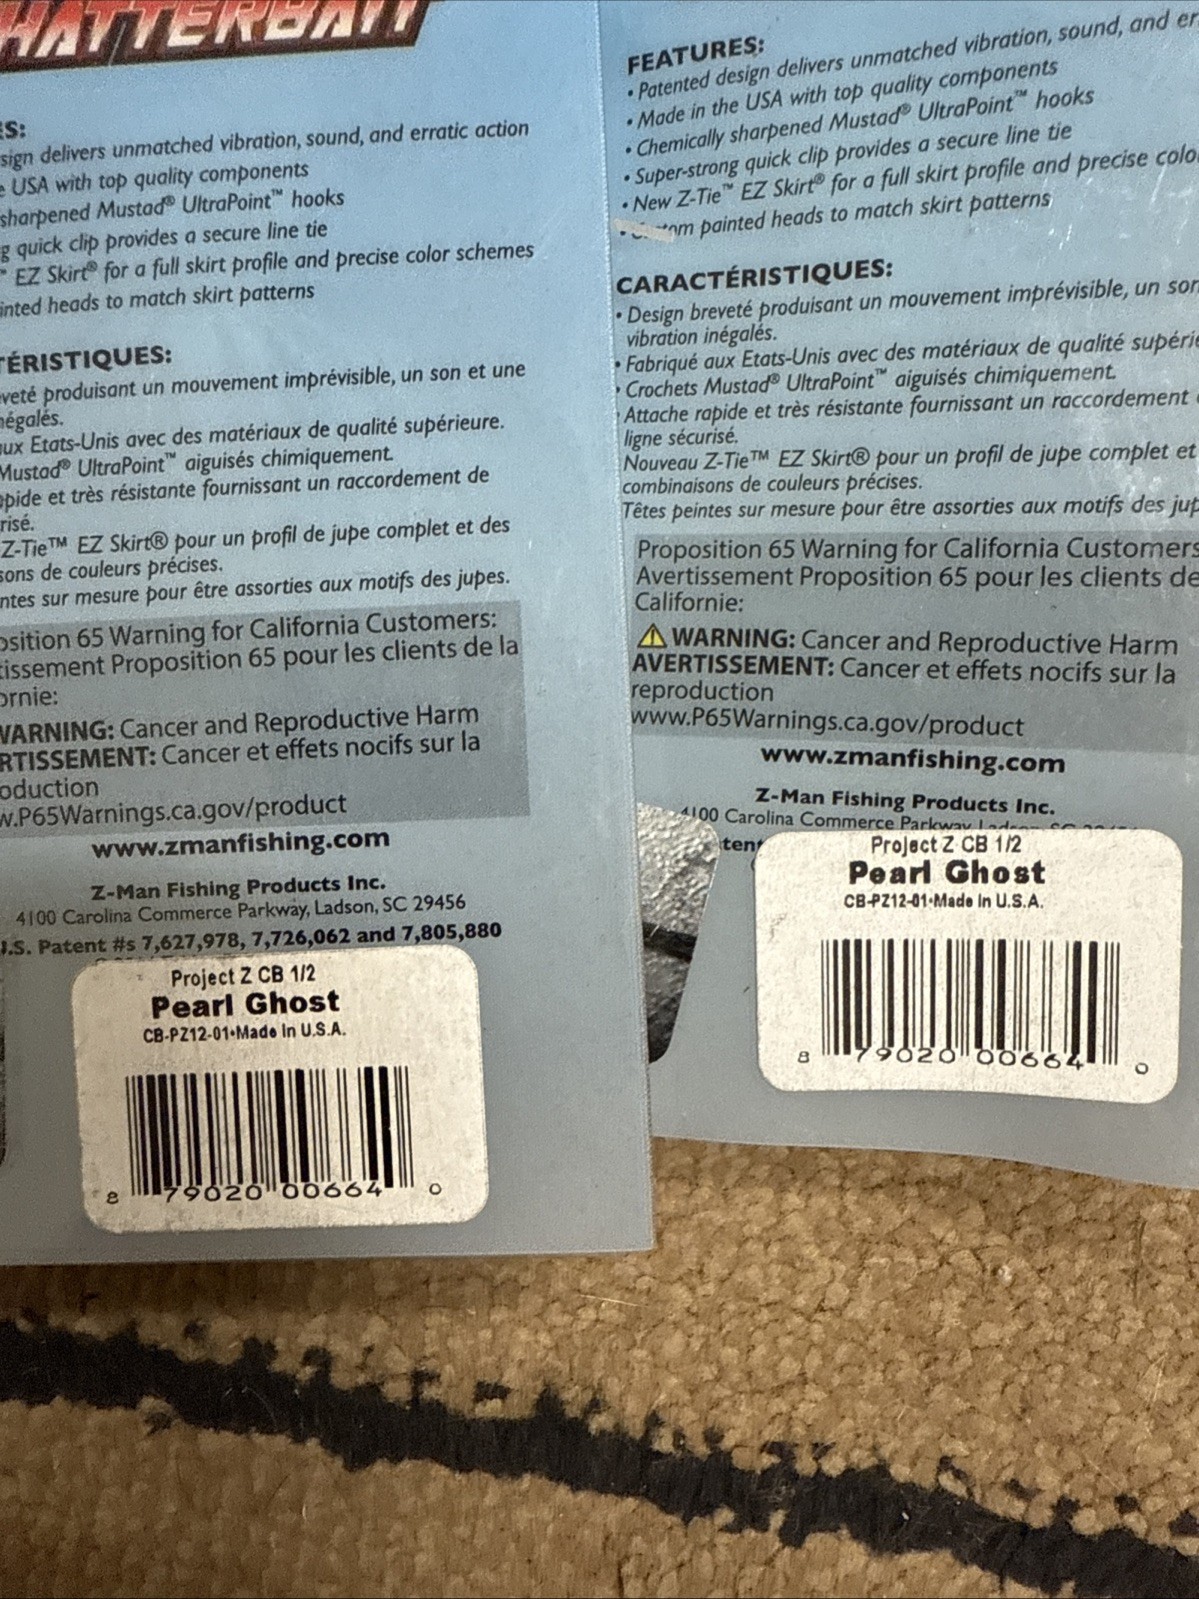 HATTERBAIT
ES:
sign delivers unmatched vibration, sound, and erratic action
e USA with top quality components
sharpened Mustad® UltraPoint™ hooks
g quick clip provides a secure line tie
™ EZ Skirt® for a full skirt profile and precise color schemes
inted heads to match skirt patterns
TÉRISTIQUES:
veté produisant un mouvement imprévisible, un son et une
négalés.
ux Etats-Unis avec des matériaux de qualité supérieure.
Mustad® UltraPoint™ aiguisés chimiquement.
pide et très résistante fournissant un raccordement de
risé.
Z-Tie™ EZ Skirt® pour un profil de jupe complet et des
sons de couleurs précises.
ntes sur mesure pour être assorties aux motifs des jupes.
osition 65 Warning for California Customers:
tissement Proposition 65 pour les clients de la
ornie:
WARNING: Cancer and Reproductive Harm
RTISSEMENT: Cancer et effets nocifs sur la
oduction
w.P65Warnings.ca.gov/product
www.zmanfishing.com
Z-Man Fishing Products Inc.
4100 Carolina Commerce Parkway, Ladson, SC 29456
U.S. Patent #s 7,627,978, 7,726,062 and 7,805,880
Project Z CB 1/2
Pearl Ghost
CB-PZ12-01•Made In U.S.A.
8 79020 00664 0
FEATURES:
• Patented design delivers unmatched vibration, sound, and er
• Made in the USA with top quality components
• Chemically sharpened Mustad® UltraPoint™ hooks
• Super-strong quick clip provides a secure line tie
• New Z-Tie™ EZ Skirt® for a full skirt profile and precise colo
tom painted heads to match skirt patterns
CARACTÉRISTIQUES:
• Design breveté produisant un mouvement imprévisible, un son
vibration inégalés.
• Fabriqué aux Etats-Unis avec des matériaux de qualité supérie
• Crochets Mustad® UltraPoint™ aiguisés chimiquement.
Attache rapide et très résistante fournissant un raccordement
ligne sécurisé.
Nouveau Z-Tie™ EZ Skirt® pour un profil de jupe complet et
combinaisons de couleurs précises.
Têtes peintes sur mesure pour être assorties aux motifs des jup
Proposition 65 Warning for California Customers
Avertissement Proposition 65 pour les clients de
Californie:
WARNING: Cancer and Reproductive Harm
AVERTISSEMENT: Cancer et effets nocifs sur la
reproduction
www.P65Warnings.ca.gov/product
www.zmanfishing.com
Z-Man Fishing Products Inc.
4100 Carolina Commerce Parkway
tent
Project Z CB 1/2
Pearl Ghost
CB-PZ12-01•Made In U.S.A.
8 79020 00664 0